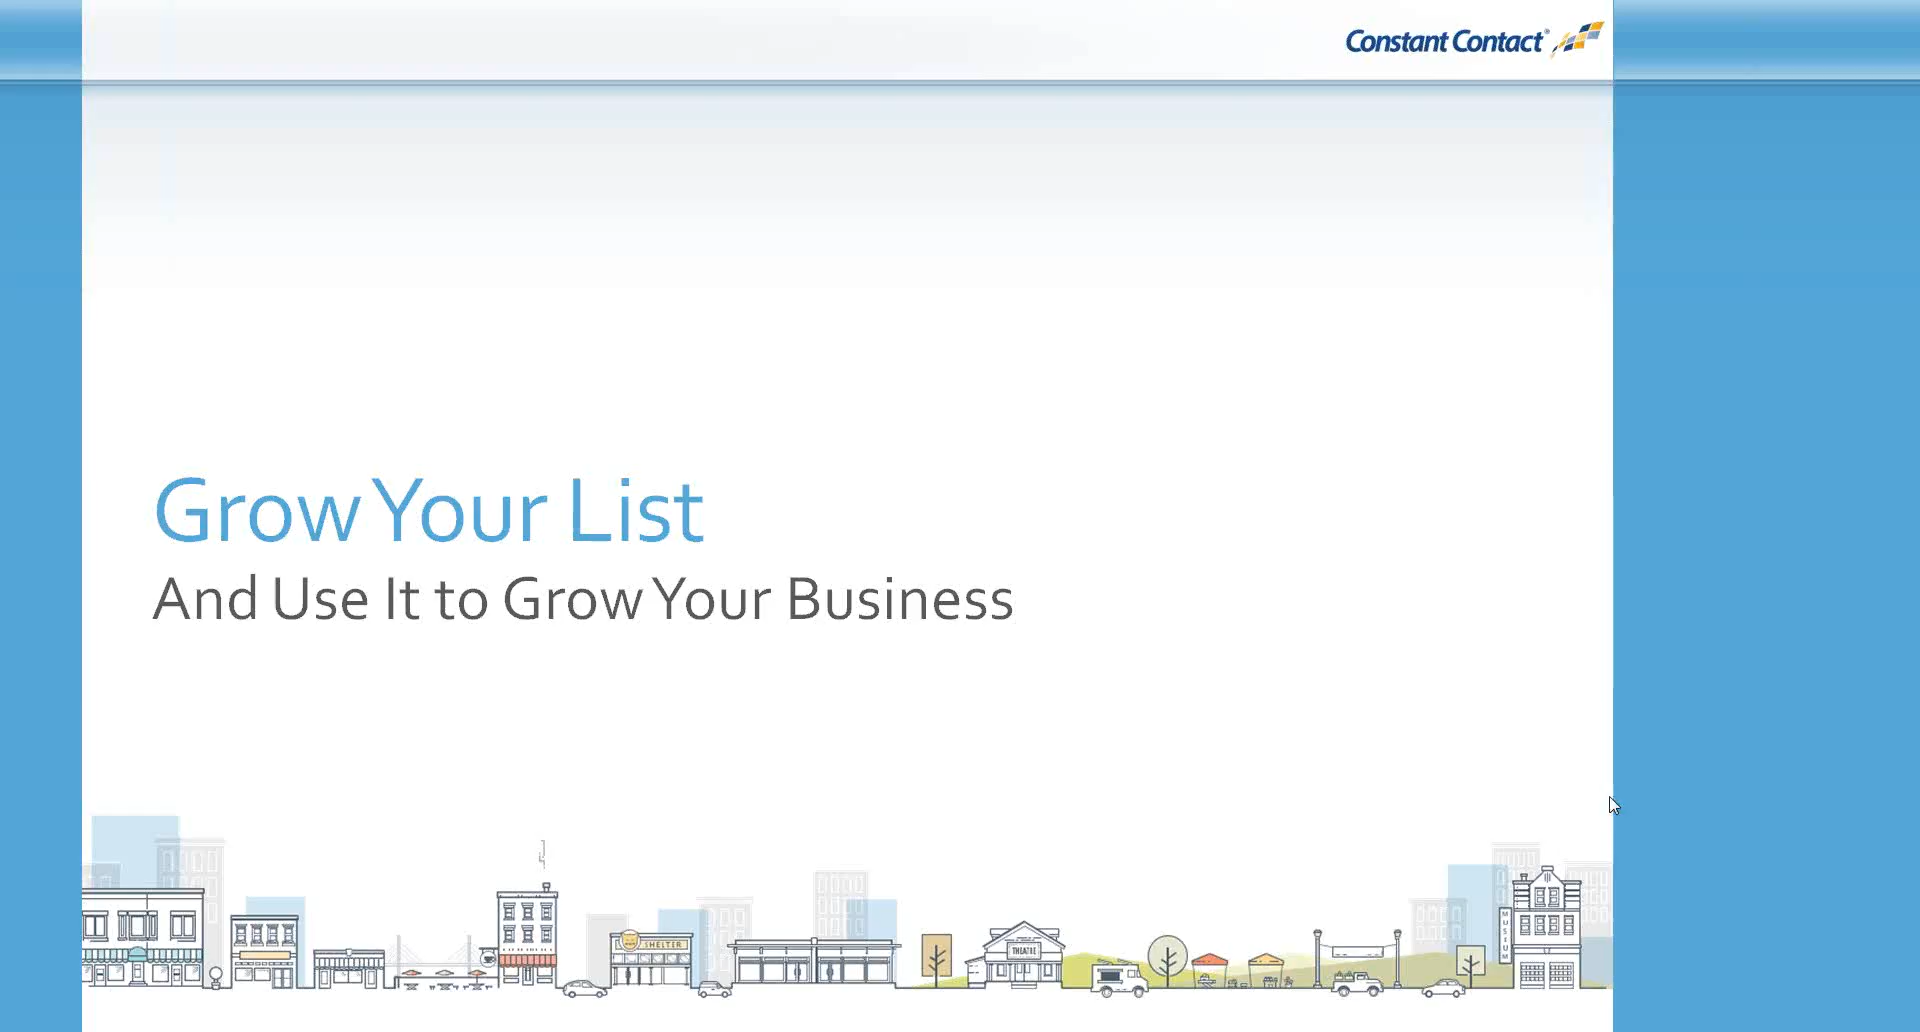 Constant Contact®
Grow Your List
And Use It to Grow Your Business
SHELTER
THEATRE
MUSEUM